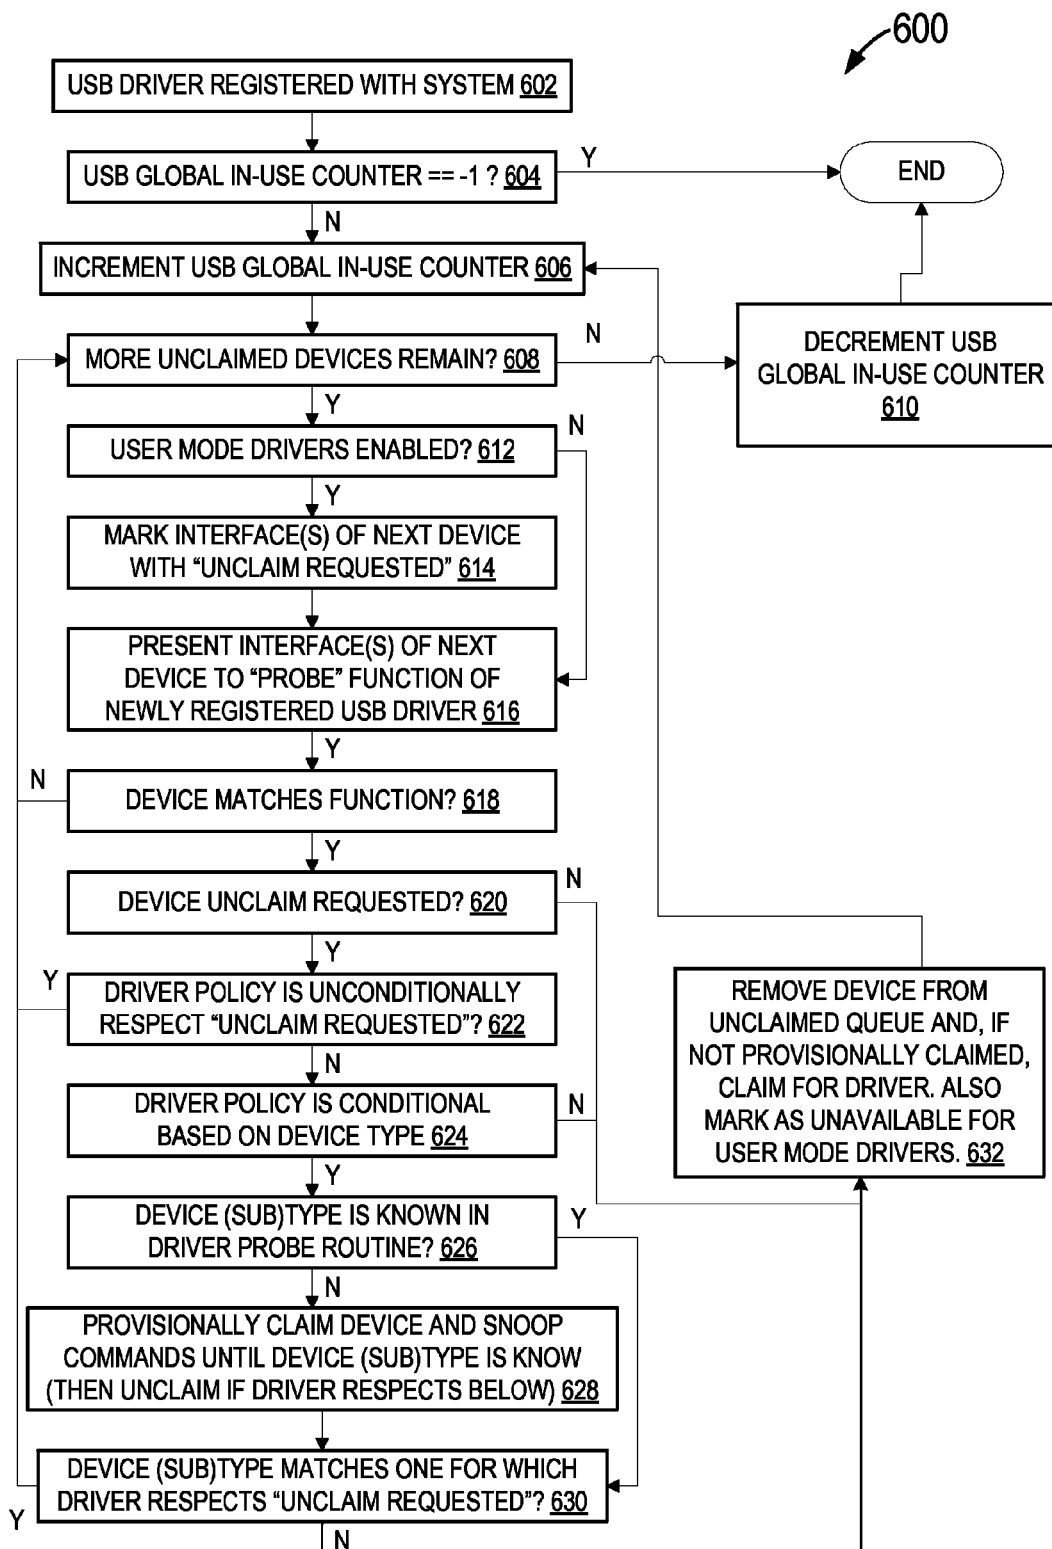 600
USB DRIVER REGISTERED WITH SYSTEM 602
USB GLOBAL IN-USE COUNTER == -1 ? 604
Y
END
N
INCREMENT USB GLOBAL IN-USE COUNTER 606
MORE UNCLAIMED DEVICES REMAIN? 608
N
DECREMENT USB
GLOBAL IN-USE COUNTER
610
Y
USER MODE DRIVERS ENABLED? 612
N
Y
MARK INTERFACE(S) OF NEXT DEVICE
WITH “UNCLAIM REQUESTED” 614
PRESENT INTERFACE(S) OF NEXT
DEVICE TO “PROBE” FUNCTION OF
NEWLY REGISTERED USB DRIVER 616
Y
N
DEVICE MATCHES FUNCTION? 618
Y
DEVICE UNCLAIM REQUESTED? 620
N
Y
Y
DRIVER POLICY IS UNCONDITIONALLY
RESPECT “UNCLAIM REQUESTED”? 622
N
DRIVER POLICY IS CONDITIONAL
BASED ON DEVICE TYPE 624
N
REMOVE DEVICE FROM
UNCLAIMED QUEUE AND, IF
NOT PROVISIONALLY CLAIMED,
CLAIM FOR DRIVER. ALSO
MARK AS UNAVAILABLE FOR
USER MODE DRIVERS. 632
Y
DEVICE (SUB)TYPE IS KNOWN IN
DRIVER PROBE ROUTINE? 626
Y
N
PROVISIONALLY CLAIM DEVICE AND SNOOP
COMMANDS UNTIL DEVICE (SUB)TYPE IS KNOW
(THEN UNCLAIM IF DRIVER RESPECTS BELOW) 628
DEVICE (SUB)TYPE MATCHES ONE FOR WHICH
DRIVER RESPECTS “UNCLAIM REQUESTED”? 630
Y
N